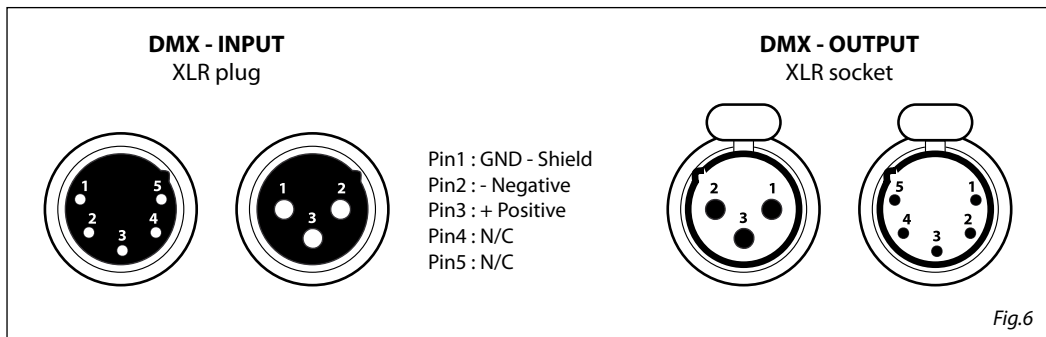 DMX - INPUT
XLR plug
DMX - OUTPUT
XLR socket
1 5
2 4
3
1 2
3
Pin1 : GND - Shield
Pin2 : - Negative
Pin3 : + Positive
Pin4 : N/C
Pin5 : N/C
2 1
3
5 1
4 2
3
Fig.6